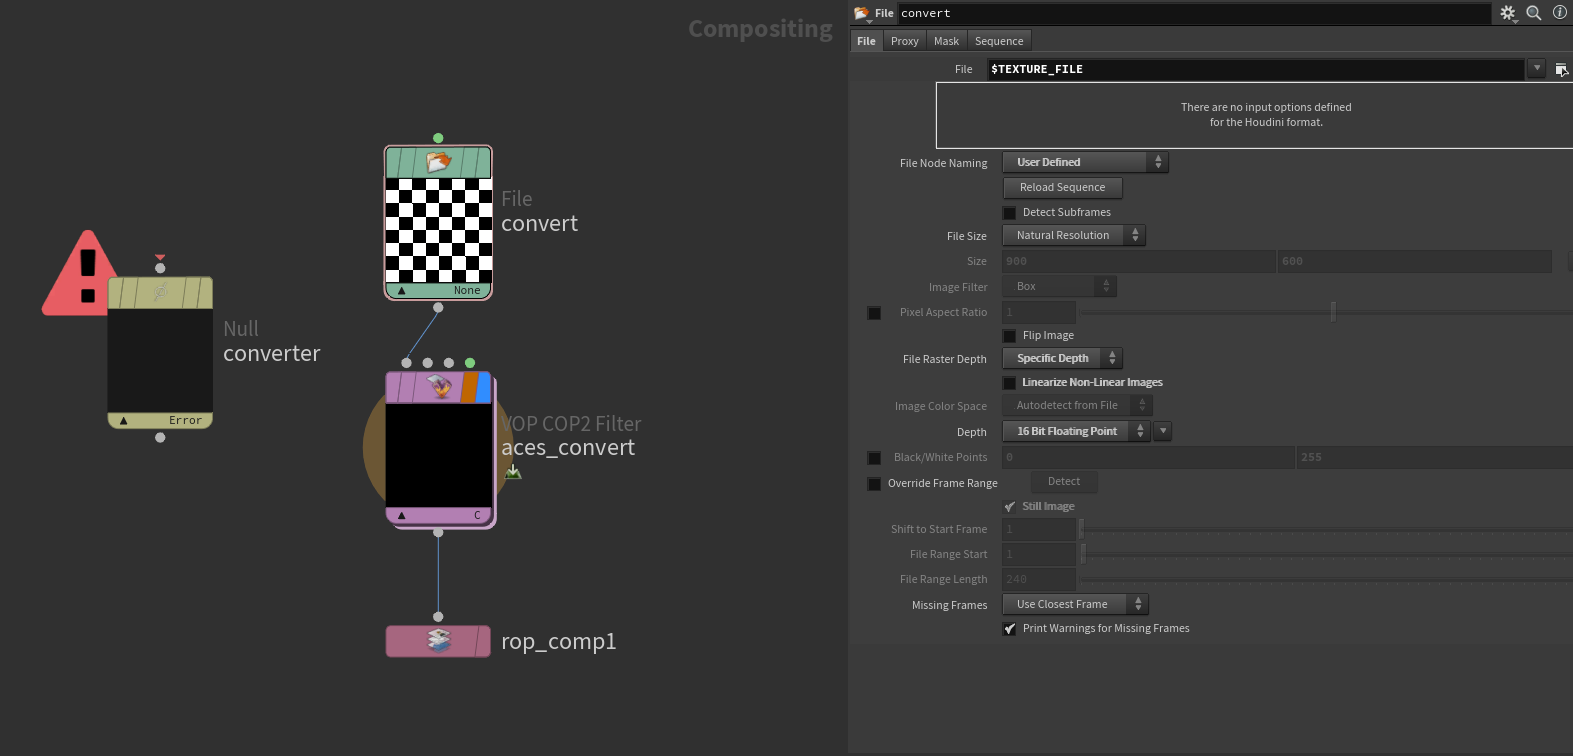 Compositing
File
convert
None
Null
converter
Error
VOP COP2 Filter
aces_convert
C
rop_comp1
File convert
File Proxy Mask Sequence
File $TEXTURE_FILE
There are no input options defined
for the Houdini format.
File Node Naming User Defined
Reload Sequence
Detect Subframes
File Size Natural Resolution
Size 900 600
Image Filter Box
Pixel Aspect Ratio 1
Flip Image
File Raster Depth Specific Depth
Linearize Non-Linear Images
Image Color Space Autodetect from File
Depth 16 Bit Floating Point
Black/White Points 0 255
Override Frame Range Detect
Still Image
Shift to Start Frame 1
File Range Start 1
File Range Length 240
Missing Frames Use Closest Frame
Print Warnings for Missing Frames